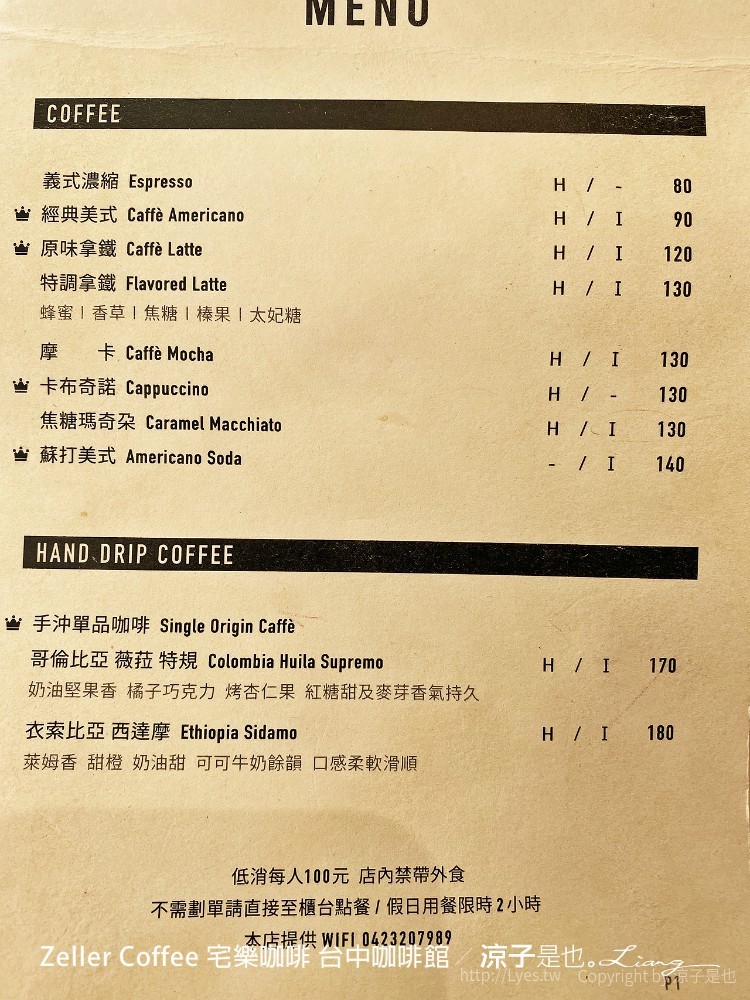 MENU
COFFEE
義式濃縮 Espresso H / - 80
經典美式 Caffè Americano H / I 90
原味拿鐵 Caffè Latte H / I 120
特調拿鐵 Flavored Latte H / I 130
蜂蜜 | 香草 | 焦糖 | 榛果 | 太妃糖
摩 卡 Caffè Mocha H / I 130
卡布奇諾 Cappuccino H / - 130
焦糖瑪奇朵 Caramel Macchiato H / I 130
蘇打美式 Americano Soda - / I 140
HAND DRIP COFFEE
手沖單品咖啡 Single Origin Caffè
哥倫比亞 薇菈 特規 Colombia Huila Supremo H / I 170
奶油堅果香 橘子巧克力 烤杏仁果 紅糖甜及麥芽香氣持久
衣索比亞 西達摩 Ethiopia Sidamo H / I 180
萊姆香 甜橙 奶油甜 可可牛奶餘韻 口感柔軟滑順
低消每人100元 店內禁帶外食
不需劃單請直接至櫃台點餐 / 假日用餐限時2小時
本店提供 WIFI 0423207989
Zeller Coffee 宅樂咖啡 台中咖啡館 / 涼子是也。Liang
http://Lyes.tw Copyright by 涼子是也
P1